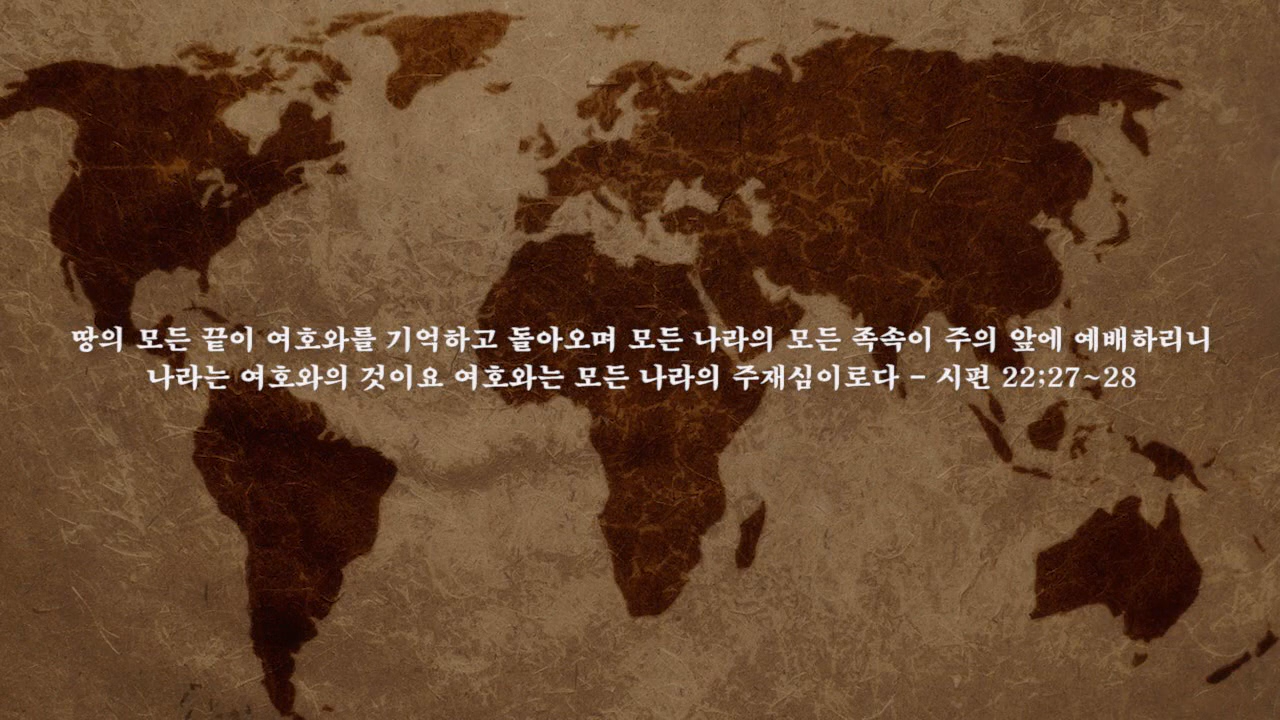 땅의 모든 끝이 여호와를 기억하고 돌아오며 모든 나라의 모든 족속이 주의 앞에 예배하리니
나라는 여호와의 것이요 여호와는 모든 나라의 주재심이로다 - 시편 22;27~28